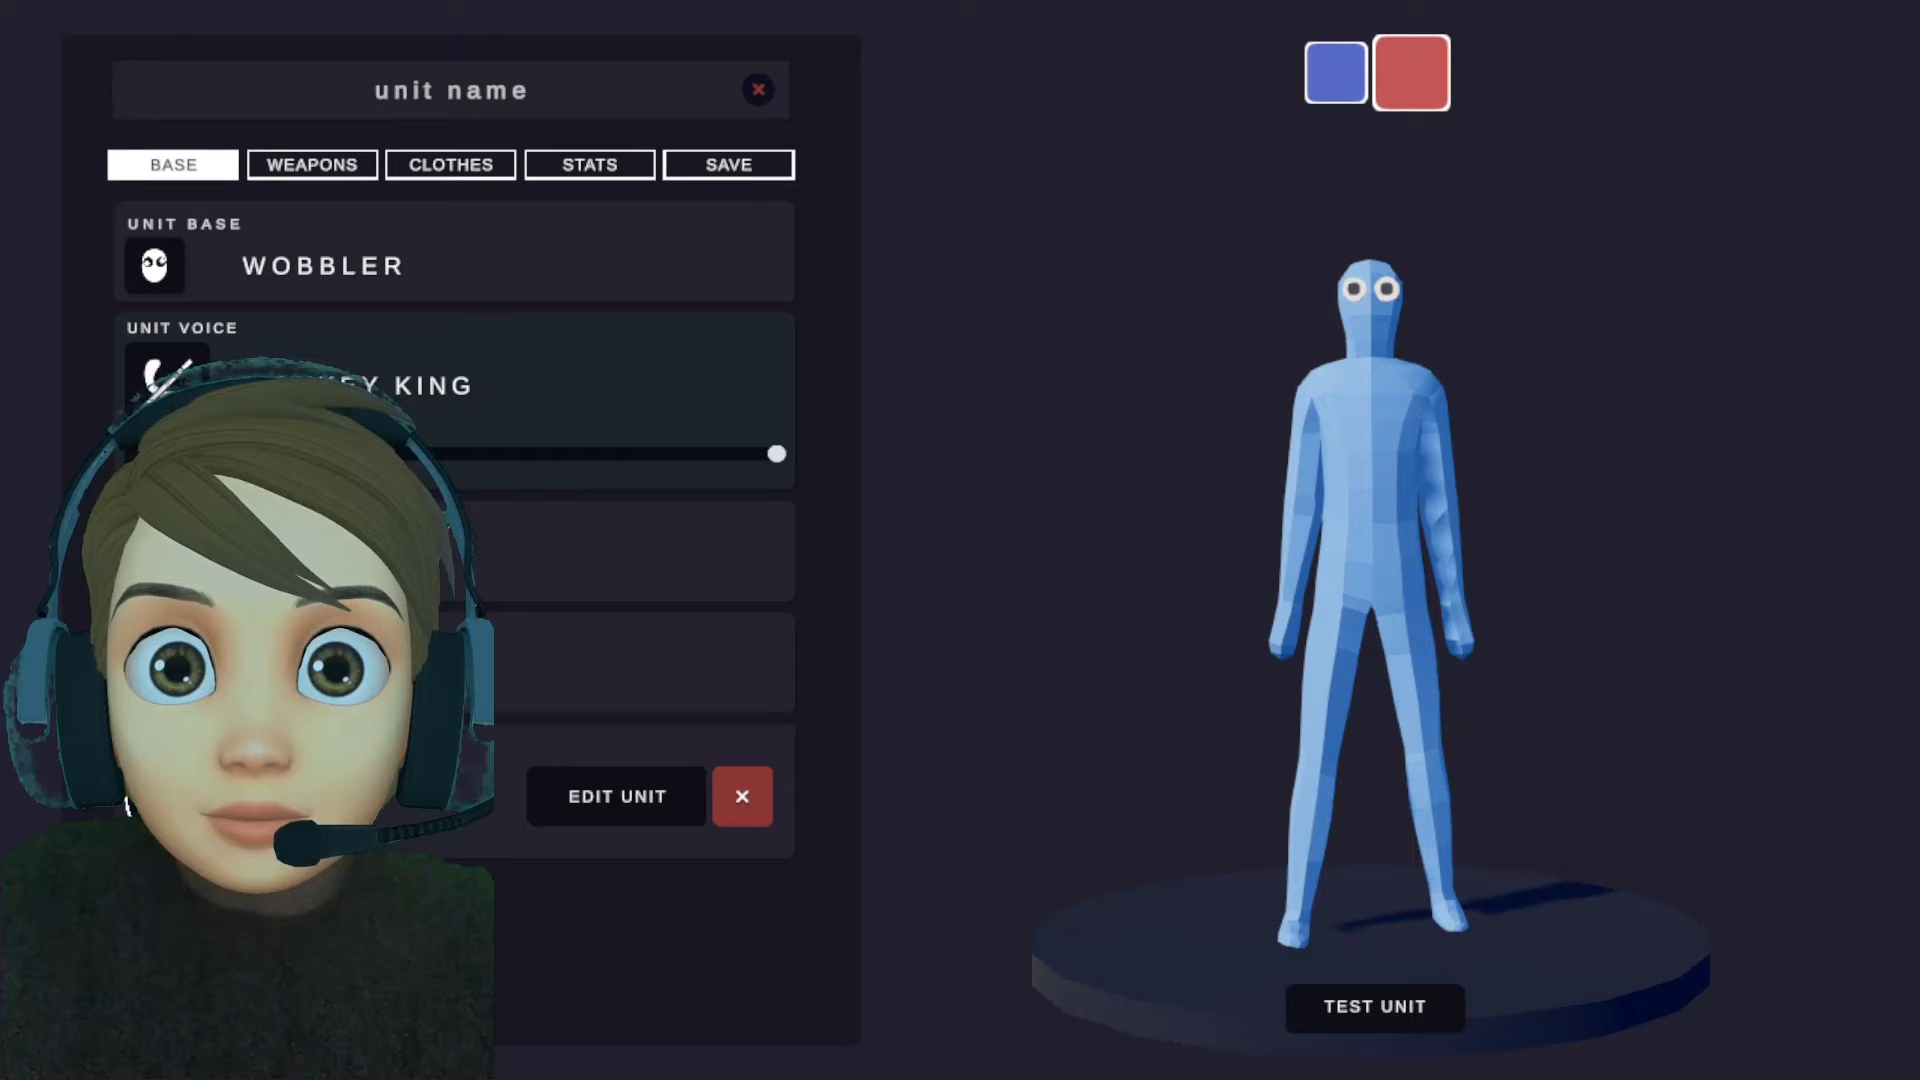 unit name
BASE
WEAPONS
CLOTHES
STATS
SAVE
UNIT BASE
WOBBLER
UNIT VOICE
KING
EDIT UNIT
TEST UNIT